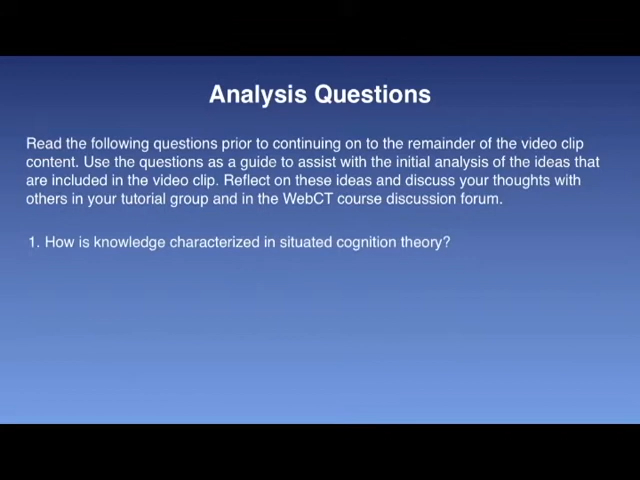 Analysis Questions
Read the following questions prior to continuing on to the remainder of the video clip
content. Use the questions as a guide to assist with the initial analysis of the ideas that
are included in the video clip. Reflect on these ideas and discuss your thoughts with
others in your tutorial group and in the WebCT course discussion forum.
1. How is knowledge characterized in situated cognition theory?